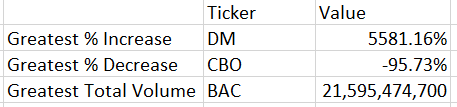 Ticker Value
Greatest % Increase DM 5581.16%
Greatest % Decrease CBO -95.73%
Greatest Total Volume BAC 21,595,474,700